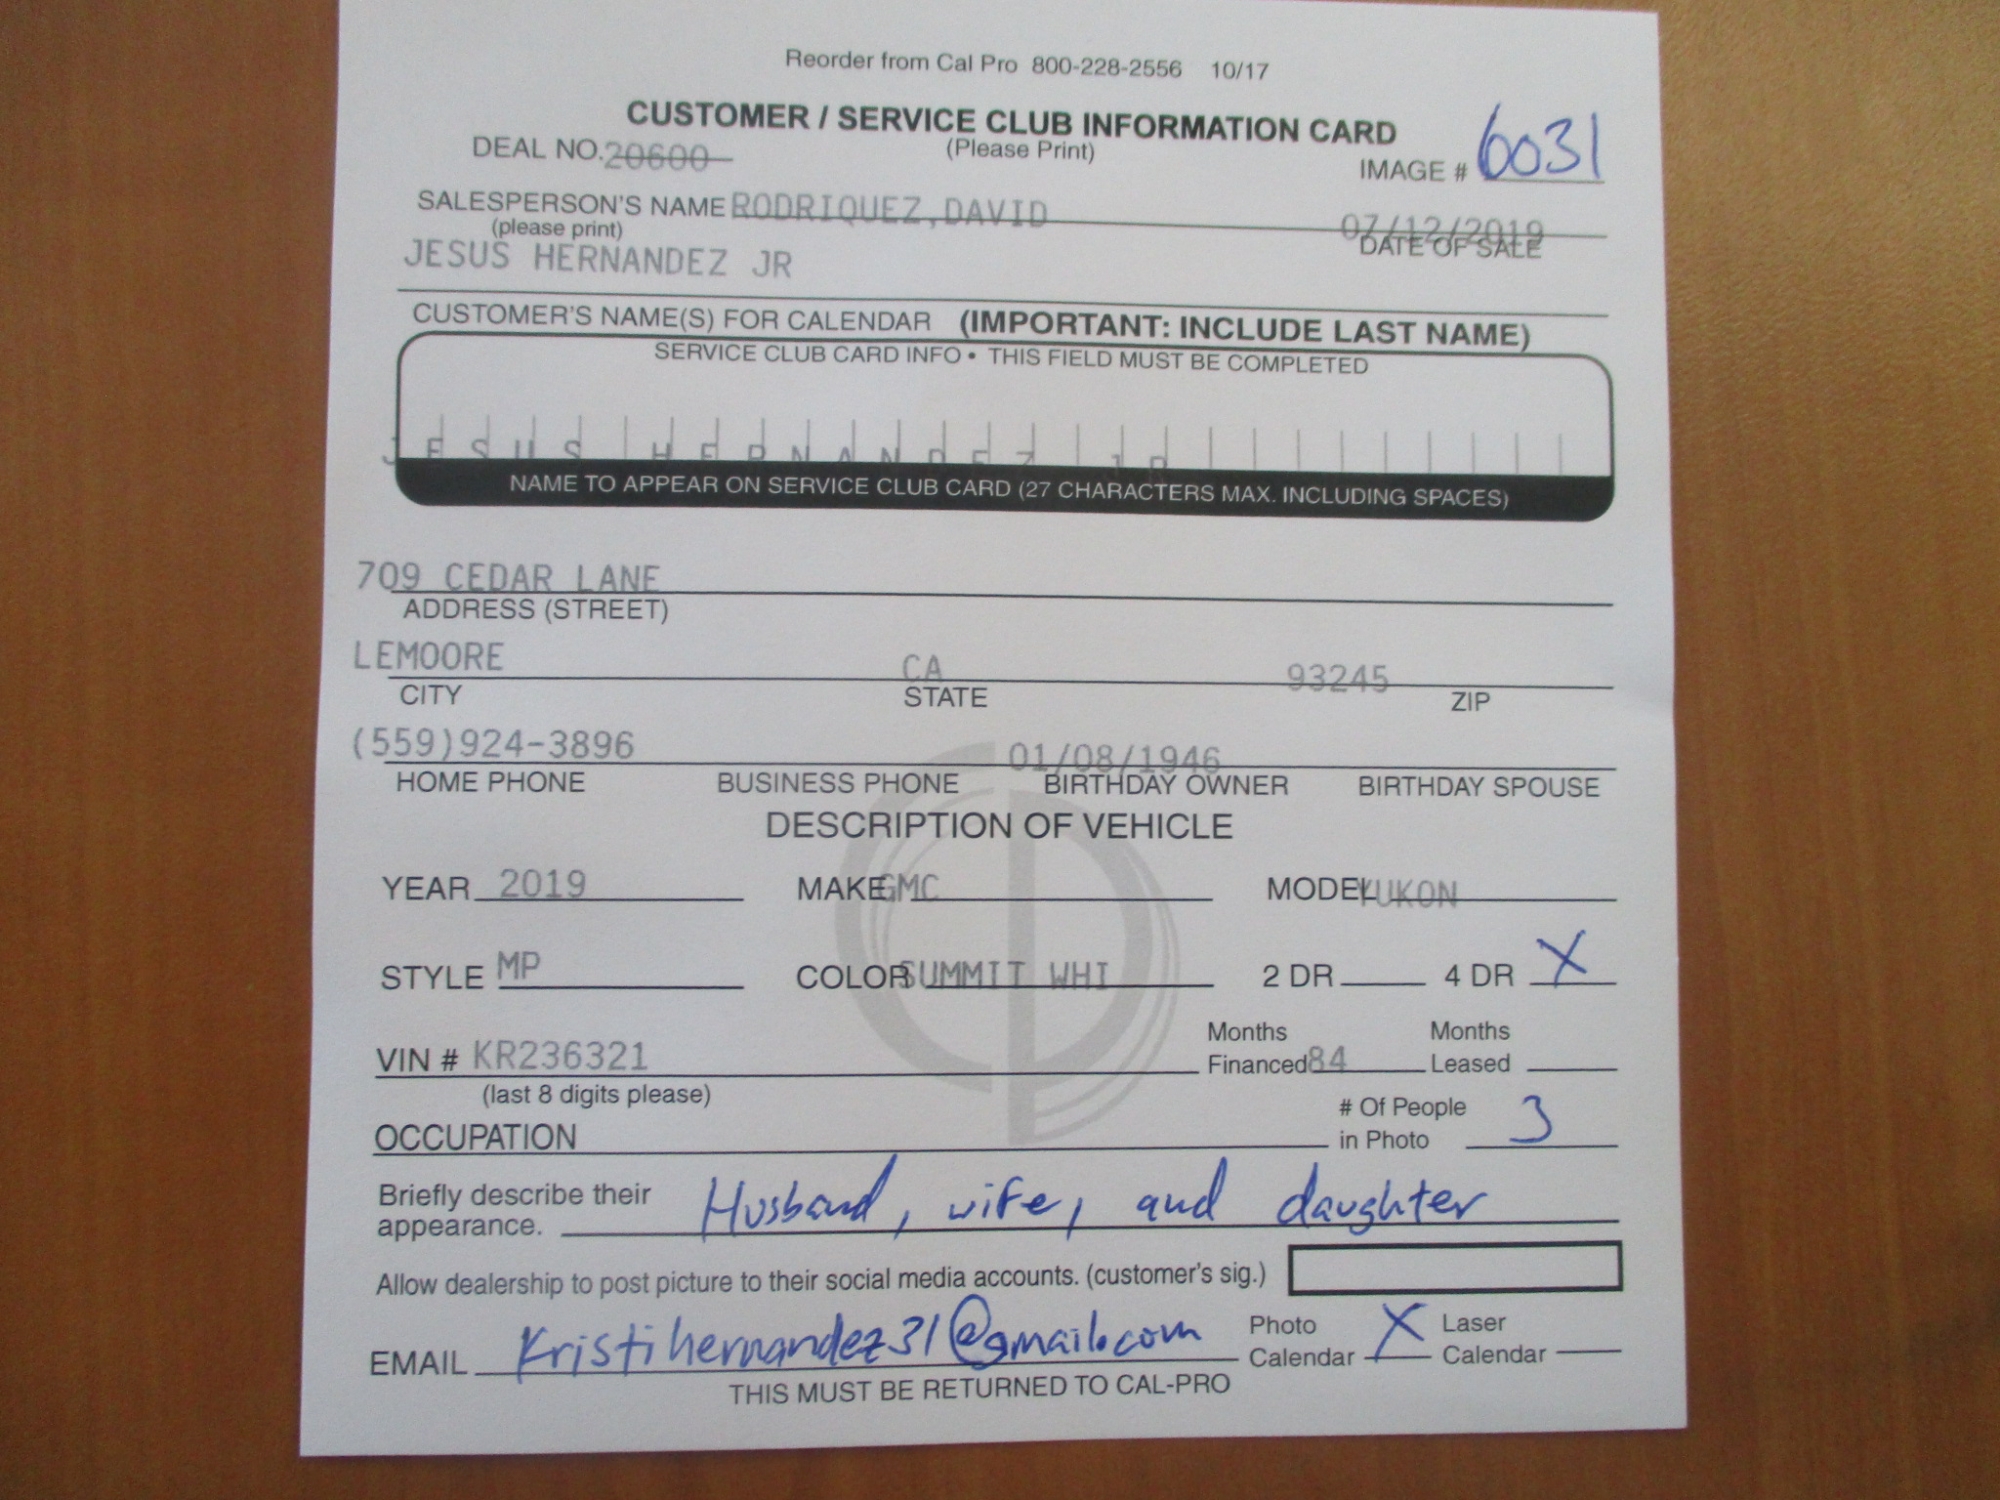 Reorder from Cal Pro 800-228-2556 10/17
CUSTOMER / SERVICE CLUB INFORMATION CARD
(Please Print)
DEAL NO. 20600
IMAGE # 6031
SALESPERSON'S NAME RODRIQUEZ,DAVID
(please print)
07/12/2019
DATE OF SALE
JESUS HERNANDEZ JR
CUSTOMER'S NAME(S) FOR CALENDAR (IMPORTANT: INCLUDE LAST NAME)
SERVICE CLUB CARD INFO • THIS FIELD MUST BE COMPLETED
JESUS HERNANDEZ JR
NAME TO APPEAR ON SERVICE CLUB CARD (27 CHARACTERS MAX. INCLUDING SPACES)
709 CEDAR LANE
ADDRESS (STREET)
LEMOORE CA 93245
CITY STATE ZIP
(559)924-3896 01/08/1946
HOME PHONE BUSINESS PHONE BIRTHDAY OWNER BIRTHDAY SPOUSE
DESCRIPTION OF VEHICLE
YEAR 2019 MAKE GMC MODEL YUKON
STYLE MP COLOR SUMMIT WHI 2 DR 4 DR X
VIN # KR236321
(last 8 digits please)
Months Financed 84
Months Leased
OCCUPATION
# Of People in Photo 3
Briefly describe their appearance. Husband, wife, and daughter
Allow dealership to post picture to their social media accounts. (customer's sig.)
EMAIL Kristihernandez31@gmail.com
Photo Calendar X
Laser Calendar
THIS MUST BE RETURNED TO CAL-PRO